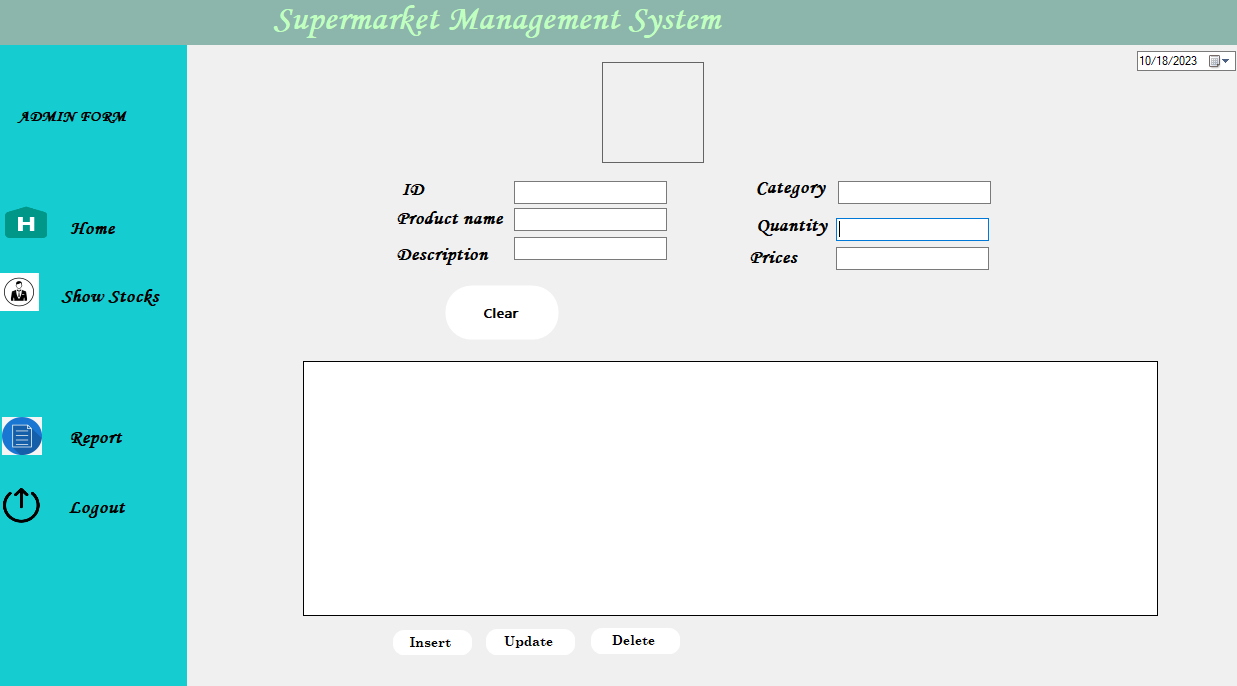 Supermarket Management System
10/18/2023
ADMIN FORM
H
Home
Show Stocks
Report
Logout
ID
Product name
Description
Category
Quantity
Prices
Clear
Insert
Update
Delete